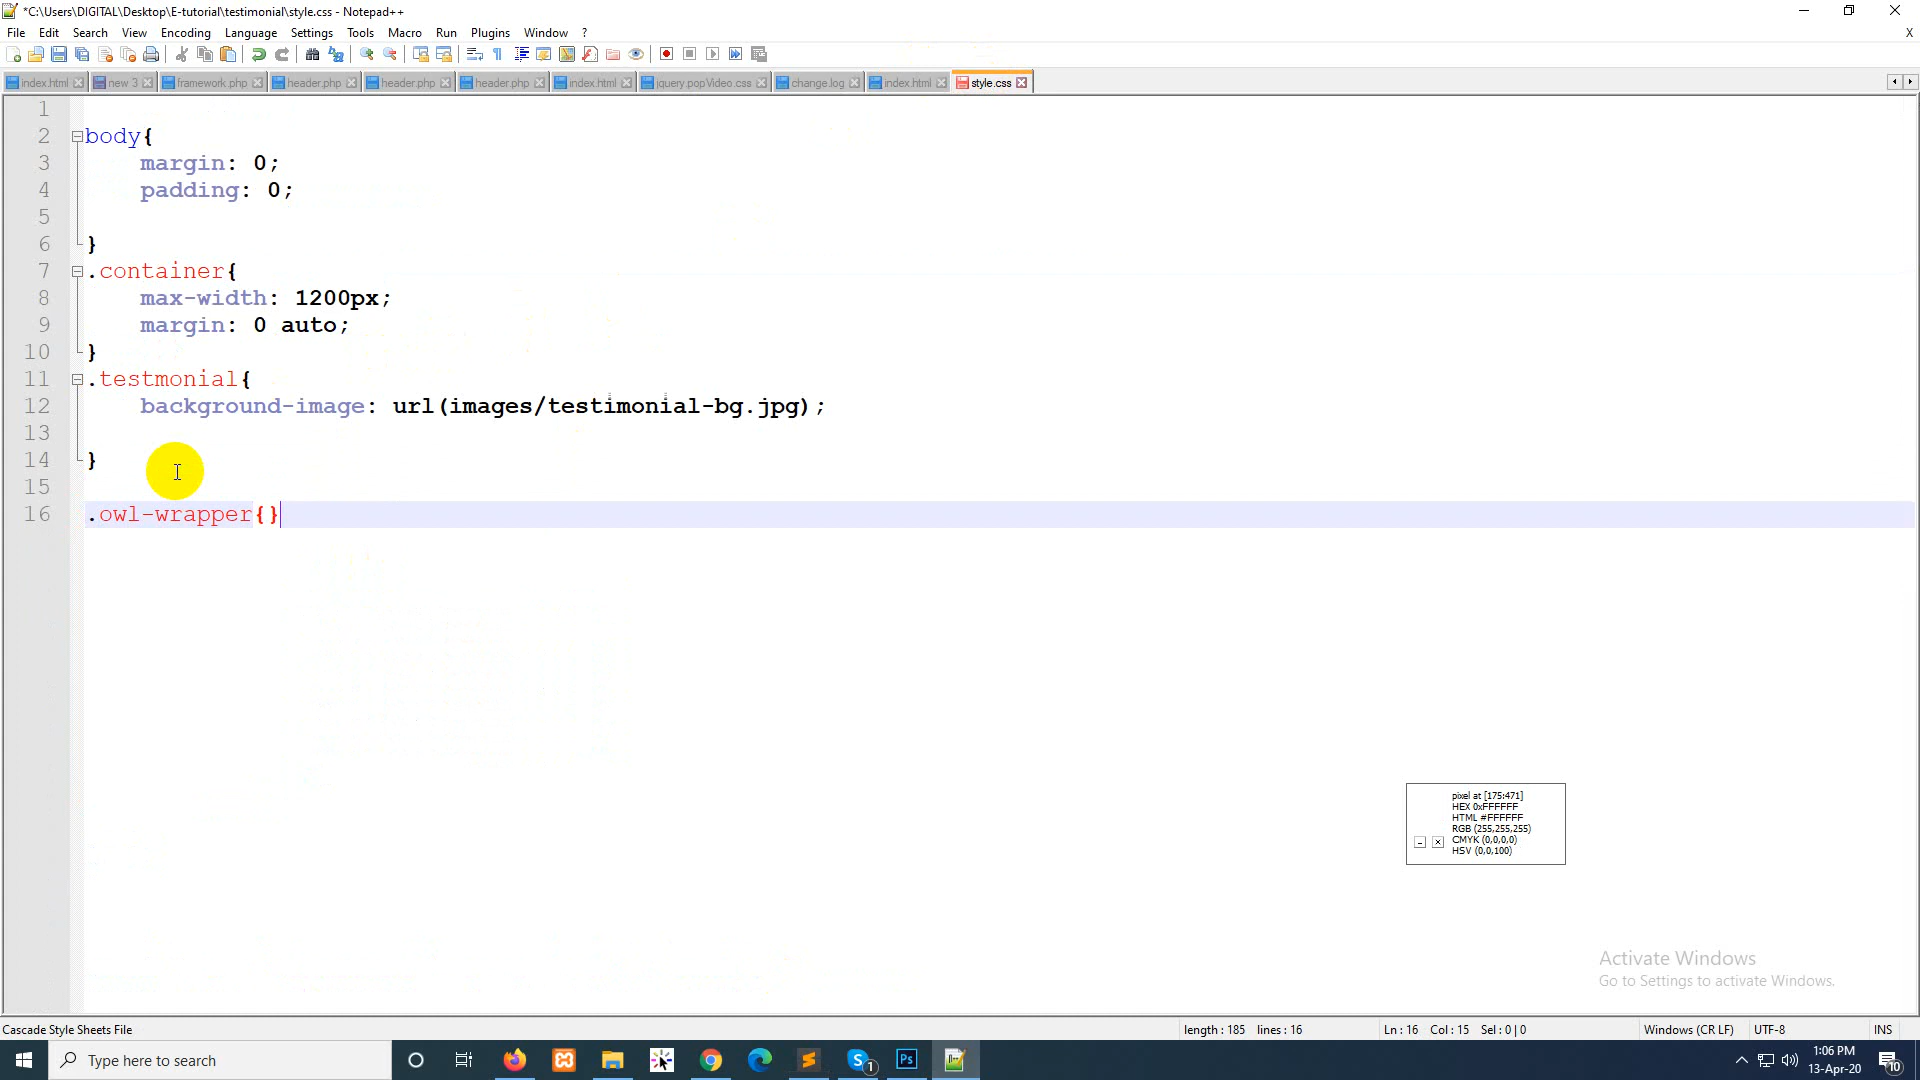 *C:\Users\DIGITAL\Desktop\E-tutorial\testimonial\style.css - Notepad++
File Edit Search View Encoding Language Settings Tools Macro Run Plugins Window ? X
index.html new 3 framework.php header.php header.php header.php index.html jquery.popVideo.css change.log index.html style.css
1
2 body{
3 margin: 0;
4 padding: 0;
5
6 }
7 .container{
8 max-width: 1200px;
9 margin: 0 auto;
10 }
11 .testmonial{
12 background-image: url(images/testimonial-bg.jpg);
13
14 }
15
16 .owl-wrapper{}
pixel at [175:471]
HEX 0xFFFFFF
HTML #FFFFFF
RGB (255,255,255)
CMYK (0,0,0,0)
HSV (0,0,100)
Activate Windows
Go to Settings to activate Windows.
Cascade Style Sheets File length : 185 lines : 16 Ln : 16 Col : 15 Sel : 0 | 0 Windows (CR LF) UTF-8 INS
Type here to search 1 Ps 1:06 PM
13-Apr-20 10